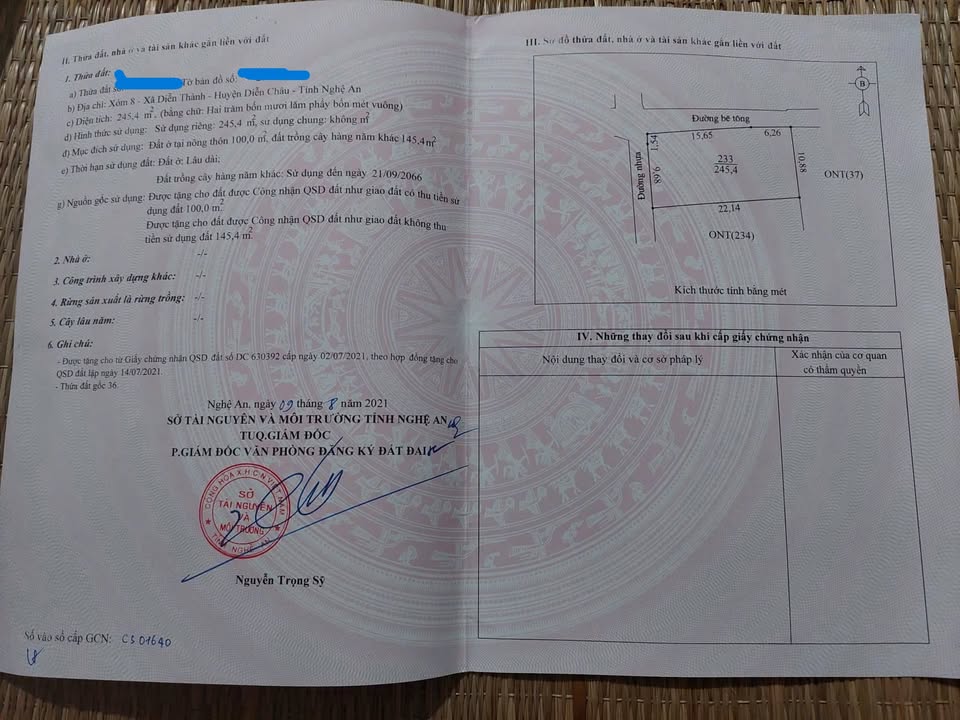 II. Thửa đất, nhà ở và tài sản khác gắn liền với đất
1. Thửa đất:
a) Thửa đất số: Tờ bản đồ số:
b) Địa chỉ: Xóm 8 - Xã Diễn Thành - Huyện Diễn Châu - Tỉnh Nghệ An
c) Diện tích: 245,4 m², (bằng chữ: Hai trăm bốn mươi lăm phẩy bốn mét vuông)
d) Hình thức sử dụng: Sử dụng riêng: 245,4 m², sử dụng chung: không m²
đ) Mục đích sử dụng: Đất ở tại nông thôn 100,0 m², đất trồng cây hàng năm khác 145,4m²
e) Thời hạn sử dụng đất: Đất ở: Lâu dài;
Đất trồng cây hàng năm khác: Sử dụng đến ngày 21/09/2066
g) Nguồn gốc sử dụng: Được tặng cho đất được Công nhận QSD đất như giao đất có thu tiền sử
dụng đất 100,0 m²
Được tặng cho đất được Công nhận QSD đất như giao đất không thu
tiền sử dụng đất 145,4 m²
2. Nhà ở: -/-
3. Công trình xây dựng khác: -/-
4. Rừng sản xuất là rừng trồng: -/-
5. Cây lâu năm: -/-
6. Ghi chú:
- Được tặng cho từ Giấy chứng nhận QSD đất số DC 630392 cấp ngày 02/07/2021, theo hợp đồng tặng cho
QSD đất lập ngày 14/07/2021.
- Thửa đất gốc 36.
Nghệ An, ngày 09 tháng 8 năm 2021
SỞ TÀI NGUYÊN VÀ MÔI TRƯỜNG TỈNH NGHỆ AN
TUQ.GIÁM ĐỐC
P.GIÁM ĐỐC VĂN PHÒNG ĐĂNG KÝ ĐẤT ĐAI
CỘNG HÒA X.H.C.N VIỆT NAM
SỞ
TÀI NGUYÊN
VÀ
MÔI TRƯỜNG
TỈNH NGHỆ AN
Nguyễn Trọng Sỹ
Số vào sổ cấp GCN: CS 01640
III. Sơ đồ thửa đất, nhà ở và tài sản khác gắn liền với đất
B
Đường bê tông
15,65
6,26
1,54
Đường nhựa
9,68
233
245,4
10,88
ONT(37)
22,14
ONT(234)
Kích thước tính bằng mét
IV. Những thay đổi sau khi cấp giấy chứng nhận
Nội dung thay đổi và cơ sở pháp lý
Xác nhận của cơ quan
có thẩm quyền